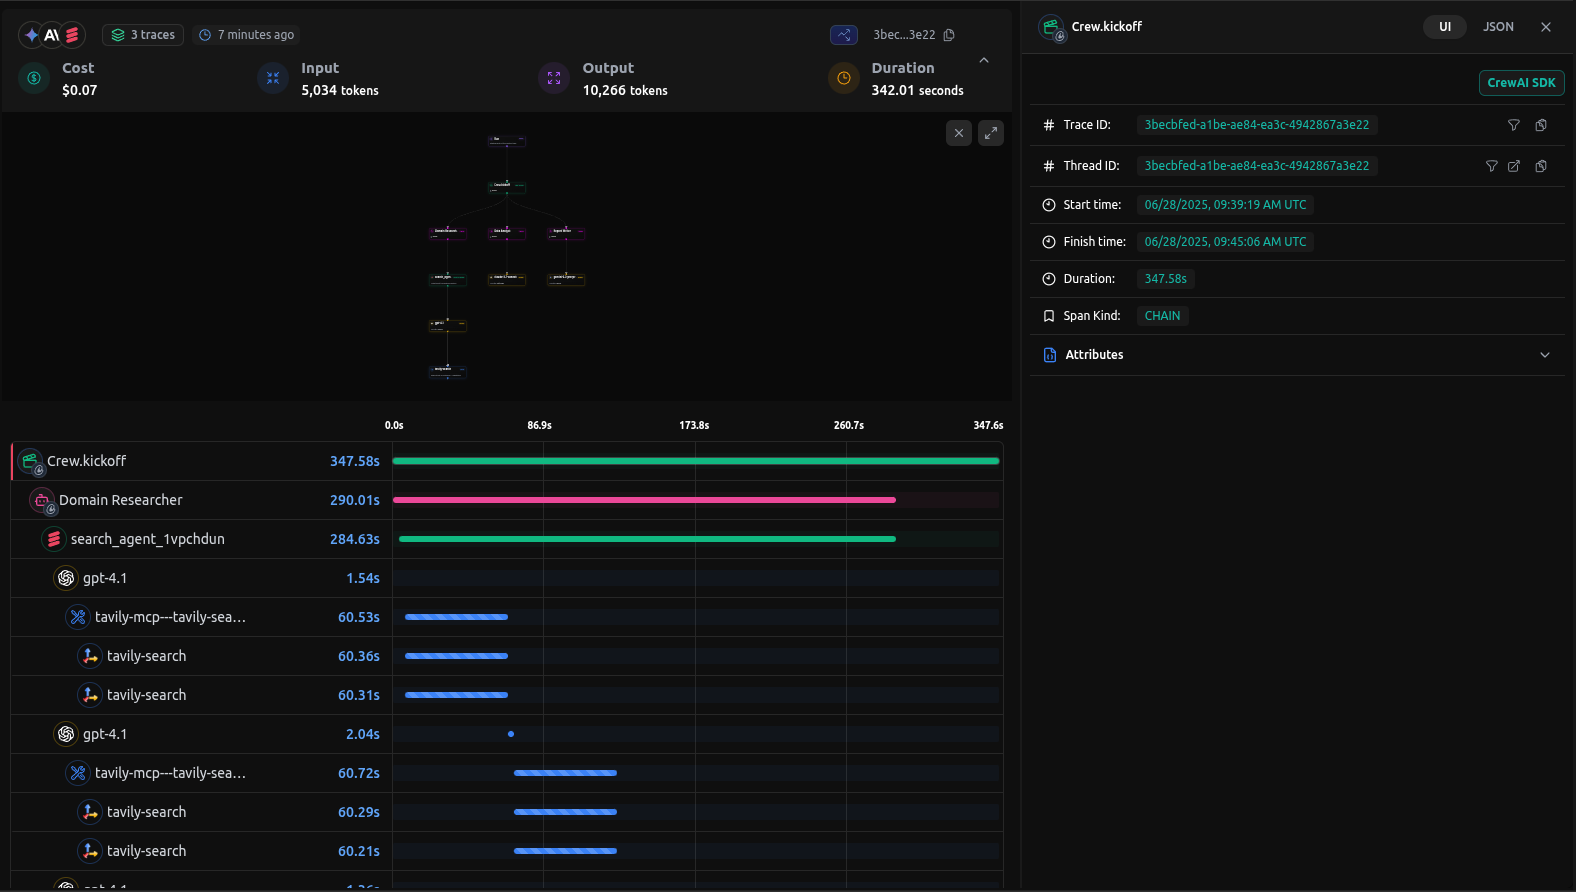 3 traces
7 minutes ago
3bec...3e22
Cost
$0.07
Input
5,034 tokens
Output
10,266 tokens
Duration
342.01 seconds
Crew.kickoff
UI
JSON
CrewAI SDK
Trace ID:
3becbfed-a1be-ae84-ea3c-4942867a3e22
Thread ID:
3becbfed-a1be-ae84-ea3c-4942867a3e22
Start time:
06/28/2025, 09:39:19 AM UTC
Finish time:
06/28/2025, 09:45:06 AM UTC
Duration:
347.58s
Span Kind:
CHAIN
Attributes
0.0s 86.9s 173.8s 260.7s 347.6s
Crew.kickoff 347.58s
Domain Researcher 290.01s
search_agent_1vpchdun 284.63s
gpt-4.1 1.54s
tavily-mcp---tavily-sea... 60.53s
tavily-search 60.36s
tavily-search 60.31s
gpt-4.1 2.04s
tavily-mcp---tavily-sea... 60.72s
tavily-search 60.29s
tavily-search 60.21s